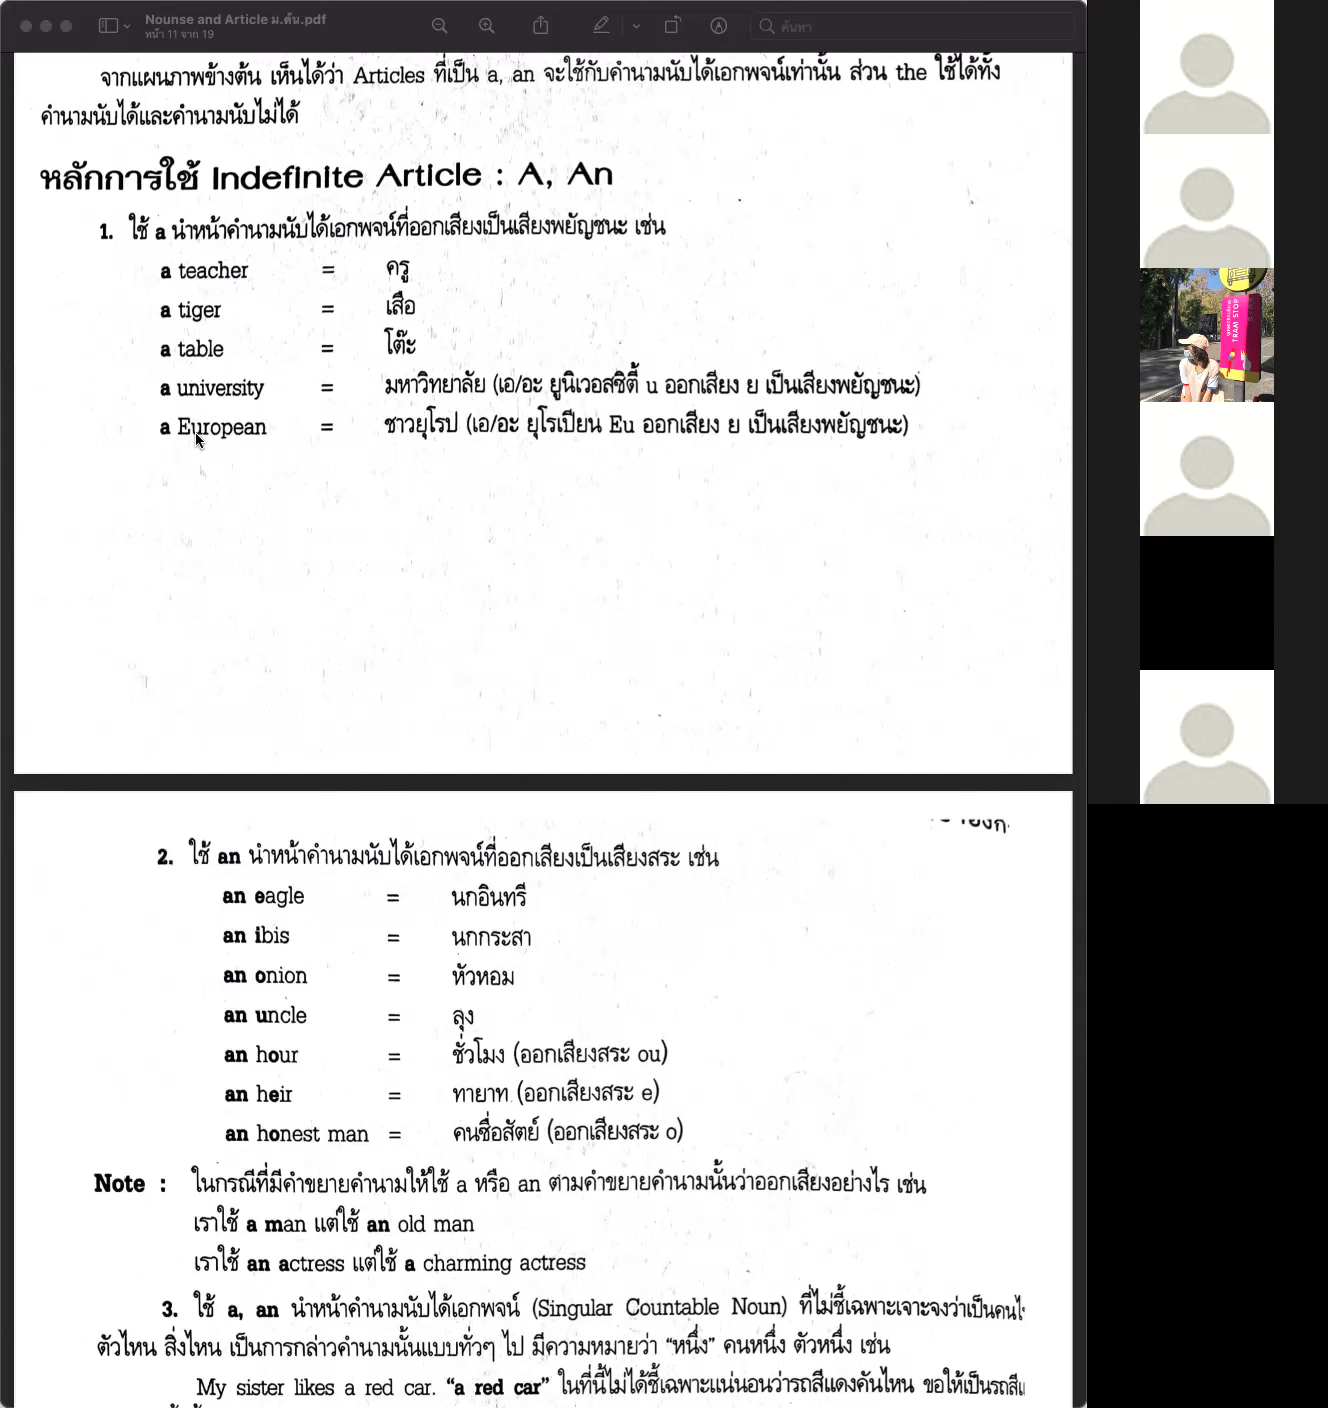 Nounse and Article ม.ต้น.pdf
หน้า 11 จาก 19
ค้นหา
จากแผนภาพข้างต้น เห็นได้ว่า Articles ที่เป็น a, an จะใช้กับคำนามนับได้เอกพจน์เท่านั้น ส่วน the ใช้ได้ทั้ง
คำนามนับได้และคำนามนับไม่ได้
หลักการใช้ Indefinite Article : A, An
1. ใช้ a นำหน้าคำนามนับได้เอกพจน์ที่ออกเสียงเป็นเสียงพยัญชนะ เช่น
a teacher = ครู
a tiger = เสือ
a table = โต๊ะ
a university = มหาวิทยาลัย (เอ/อะ ยูนิเวอสซิตี้ u ออกเสียง ย เป็นเสียงพยัญชนะ)
a European = ชาวยุโรป (เอ/อะ ยุโรเปียน Eu ออกเสียง ย เป็นเสียงพยัญชนะ)
TRAM STOP
2. ใช้ an นำหน้าคำนามนับได้เอกพจน์ที่ออกเสียงเป็นเสียงสระ เช่น
an eagle = นกอินทรี
an ibis = นกกระสา
an onion = หัวหอม
an uncle = ลุง
an hour = ชั่วโมง (ออกเสียงสระ ou)
an heir = ทายาท (ออกเสียงสระ e)
an honest man = คนซื่อสัตย์ (ออกเสียงสระ o)
Note : ในกรณีที่มีคำขยายคำนามให้ใช้ a หรือ an ตามคำขยายคำนามนั้นว่าออกเสียงอย่างไร เช่น
เราใช้ a man แต่ใช้ an old man
เราใช้ an actress แต่ใช้ a charming actress
3. ใช้ a, an นำหน้าคำนามนับได้เอกพจน์ (Singular Countable Noun) ที่ไม่ชี้เฉพาะเจาะจงว่าเป็นคน
ตัวไหน สิ่งไหน เป็นการกล่าวคำนามนั้นแบบทั่วๆ ไป มีความหมายว่า “หนึ่ง” คนหนึ่ง ตัวหนึ่ง เช่น
My sister likes a red car. “a red car” ในที่นี้ไม่ได้ชี้เฉพาะแน่นอนว่ารถสีแดงคันไหน ขอให้เป็นรถ